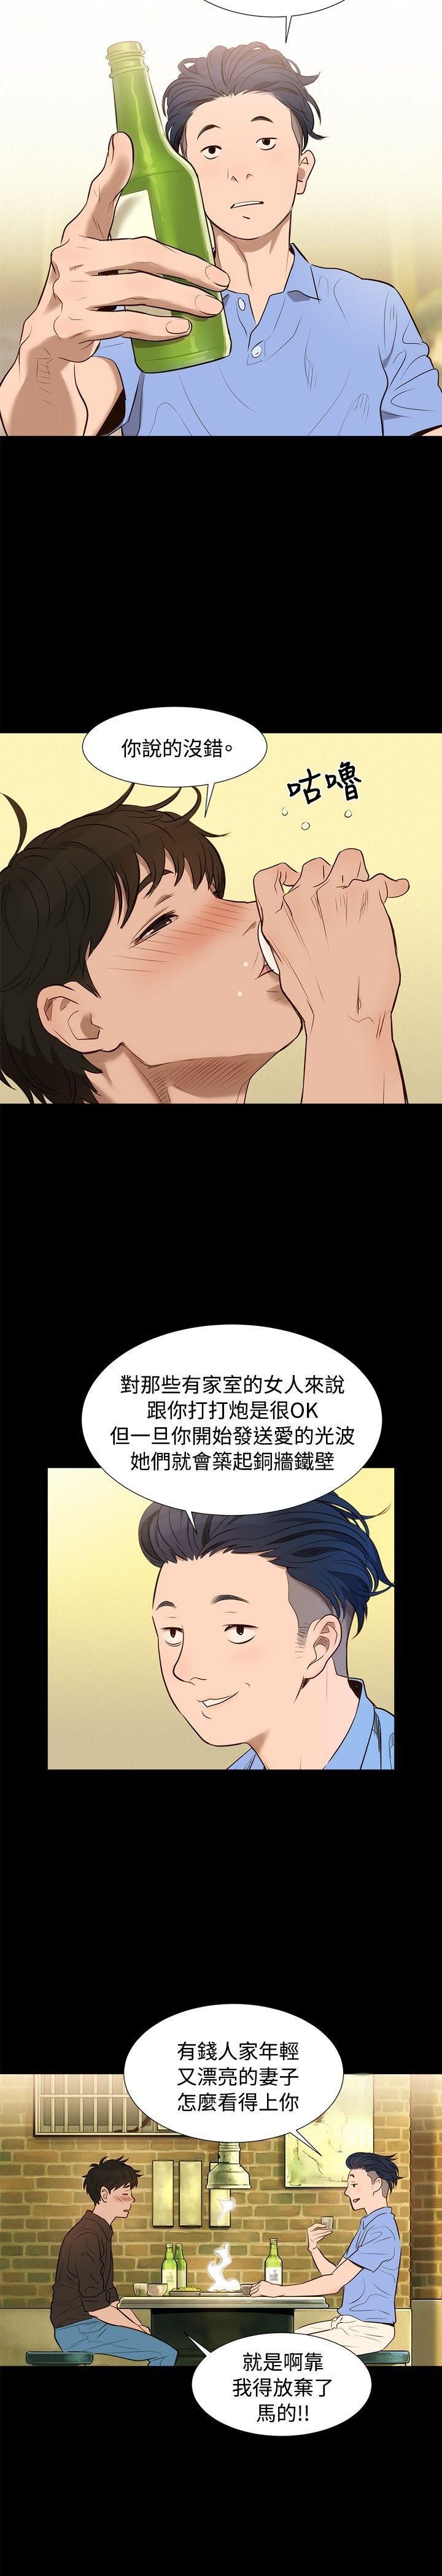 你說的沒錯。
咕嚕
對那些有家室的女人來說
跟你打打炮是很OK
但一旦你開始發送愛的光波
她們就會築起銅牆鐵壁
有錢人家年輕
又漂亮的妻子
怎麼看得上你
就是啊靠
我得放棄了
馬的!!